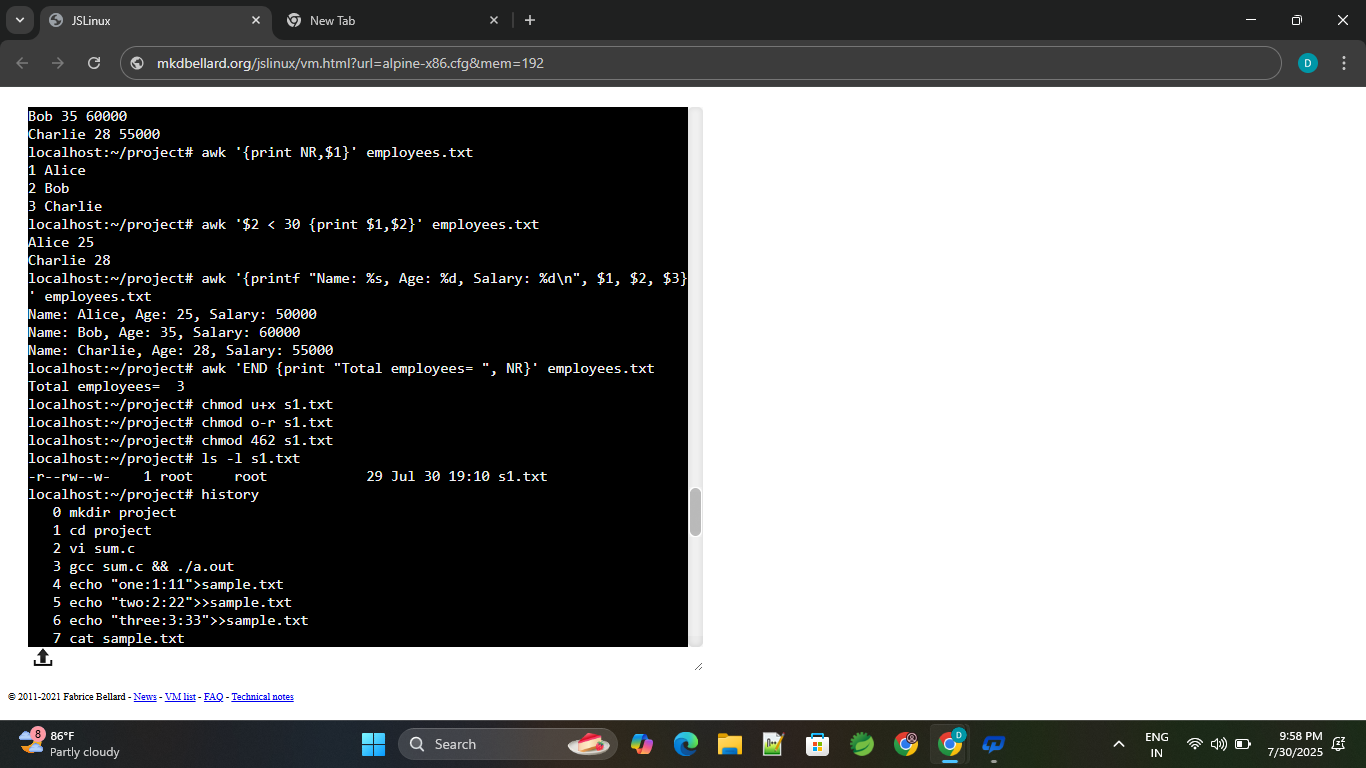 JSLinux
New Tab
mkdbellard.org/jslinux/vm.html?url=alpine-x86.cfg&mem=192
D
Bob 35 60000
Charlie 28 55000
localhost:~/project# awk '{print NR,$1}' employees.txt
1 Alice
2 Bob
3 Charlie
localhost:~/project# awk '$2 < 30 {print $1,$2}' employees.txt
Alice 25
Charlie 28
localhost:~/project# awk '{printf "Name: %s, Age: %d, Salary: %d\n", $1, $2, $3}
' employees.txt
Name: Alice, Age: 25, Salary: 50000
Name: Bob, Age: 35, Salary: 60000
Name: Charlie, Age: 28, Salary: 55000
localhost:~/project# awk 'END {print "Total employees= ", NR}' employees.txt
Total employees=  3
localhost:~/project# chmod u+x s1.txt
localhost:~/project# chmod o-r s1.txt
localhost:~/project# chmod 462 s1.txt
localhost:~/project# ls -l s1.txt
-r--rw--w-    1 root     root            29 Jul 30 19:10 s1.txt
localhost:~/project# history
   0 mkdir project
   1 cd project
   2 vi sum.c
   3 gcc sum.c && ./a.out
   4 echo "one:1:11">sample.txt
   5 echo "two:2:22">>sample.txt
   6 echo "three:3:33">>sample.txt
   7 cat sample.txt
© 2011-2021 Fabrice Bellard - News - VM list - FAQ - Technical notes
8
86°F
Partly cloudy
Search
D
ENG
IN
9:58 PM
7/30/2025